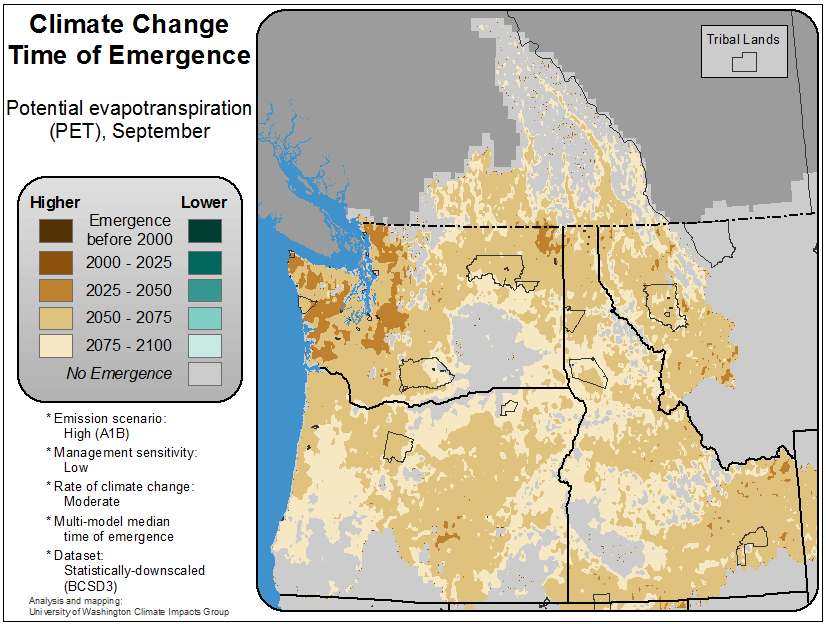 Climate Change
Time of Emergence
Potential evapotranspiration
(PET), September
Tribal Lands
Higher Lower
Emergence
before 2000
2000 - 2025
2025 - 2050
2050 - 2075
2075 - 2100
No Emergence
* Emission scenario:
High (A1B)
* Management sensitivity:
Low
* Rate of climate change:
Moderate
* Multi-model median
time of emergence
* Dataset:
Statistically-downscaled
(BCSD3)
Analysis and mapping:
University of Washington Climate Impacts Group